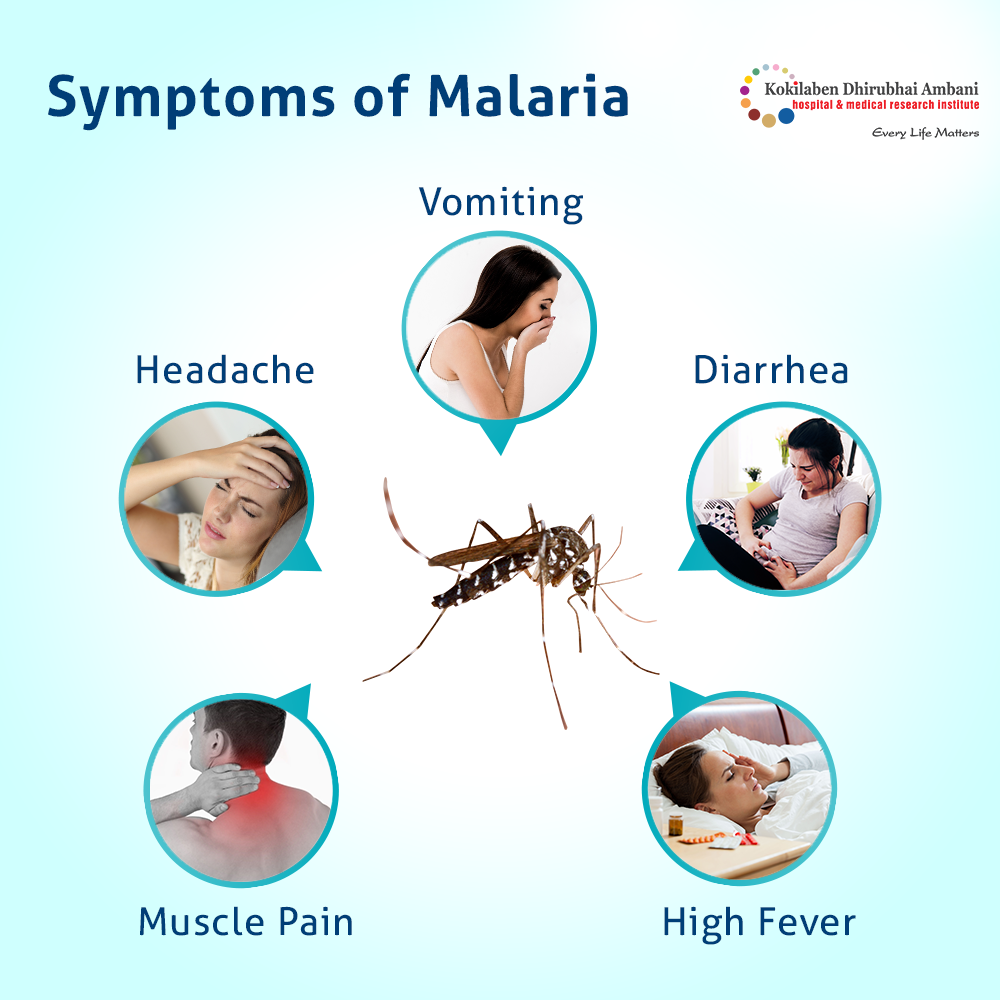 Symptoms of Malaria
Kokilaben Dhirubhai Ambani
hospital & medical research institute
Every Life Matters
Vomiting
Headache
Diarrhea
Muscle Pain
High Fever